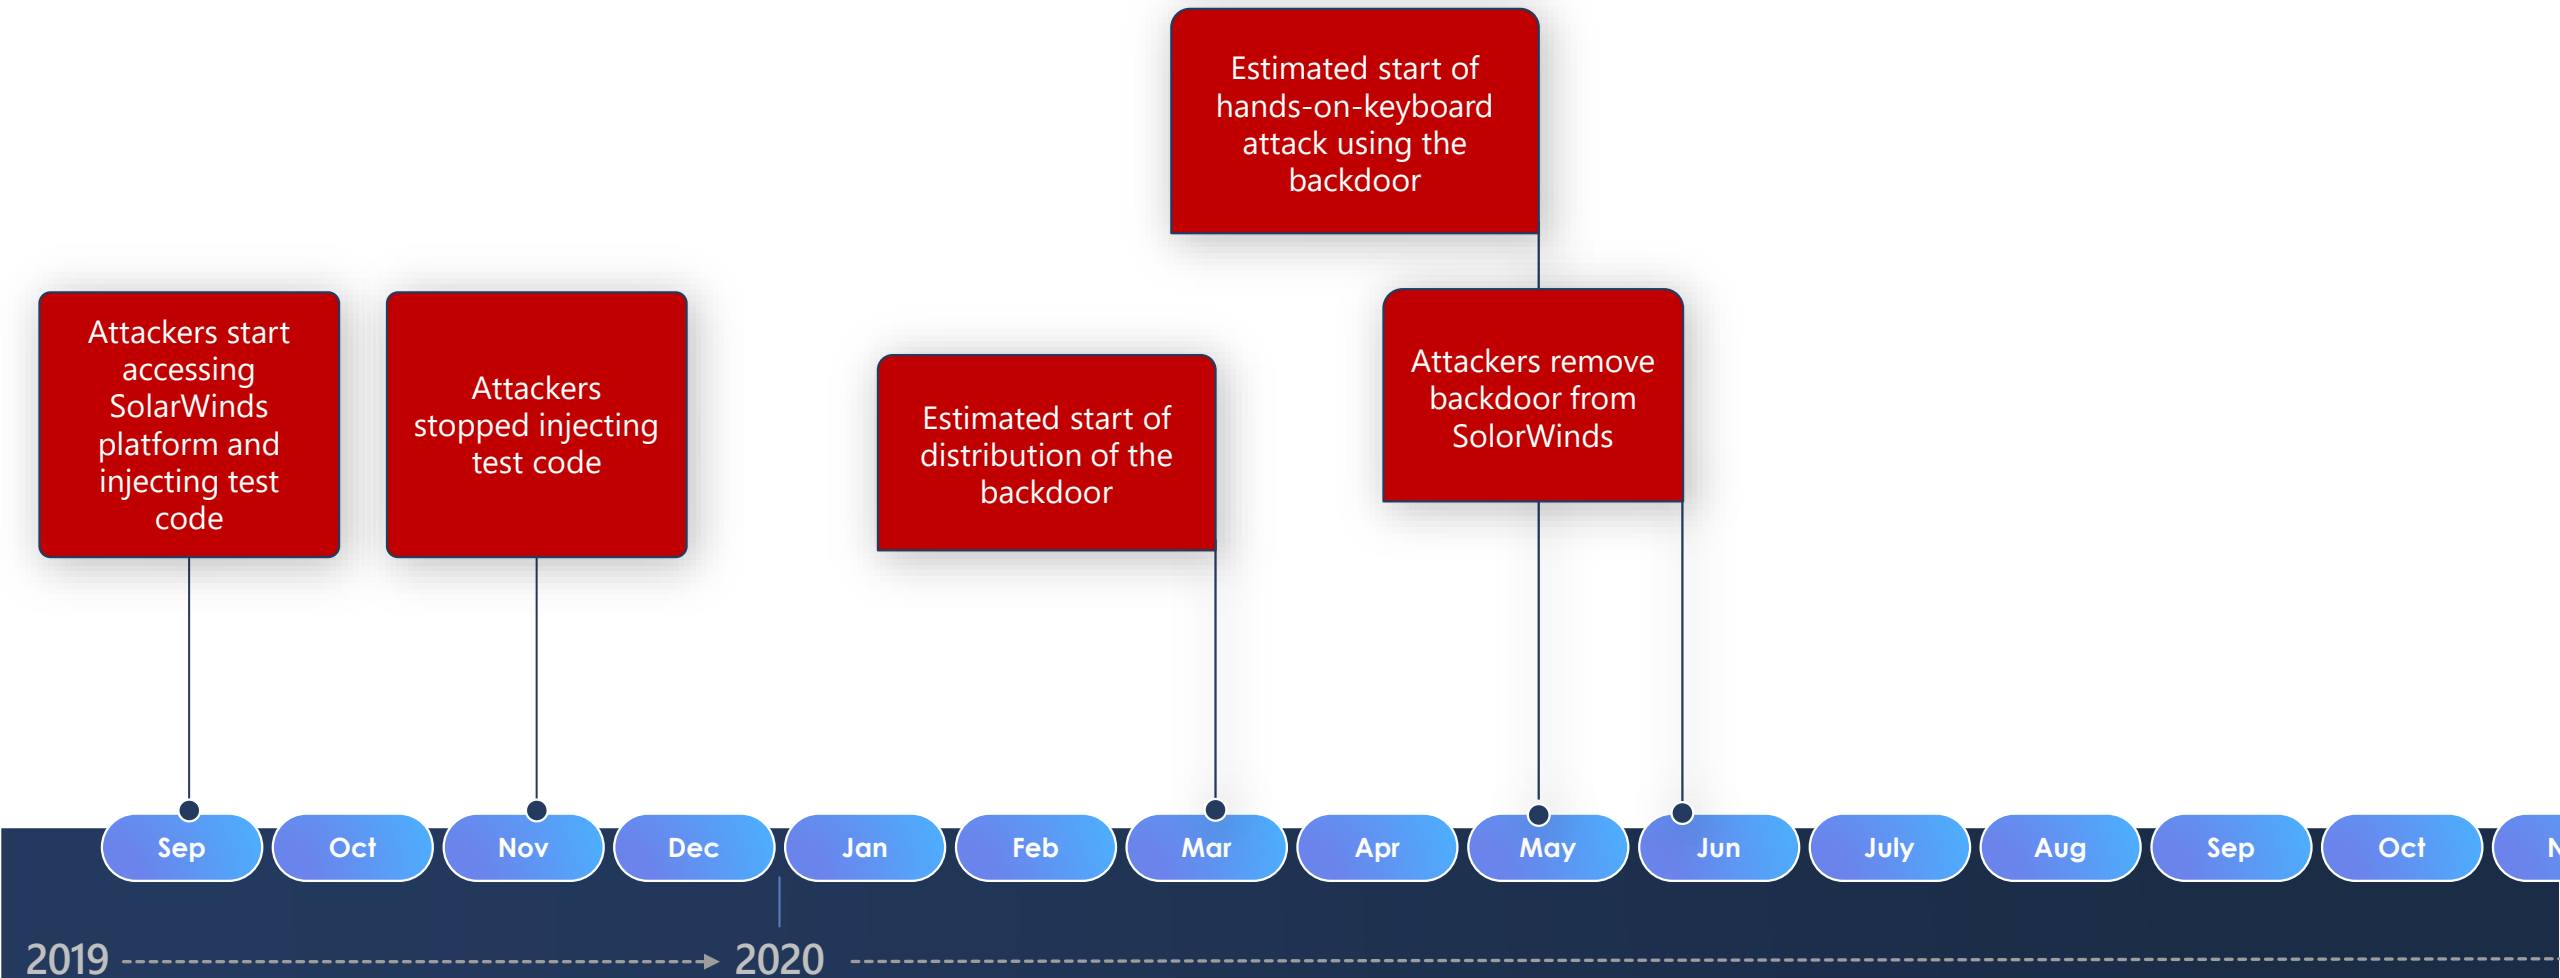 Estimated start of
hands-on-keyboard
attack using the
backdoor
Attackers start
accessing
SolarWinds
platform and
injecting test
code
Attackers
stopped injecting
test code
Estimated start of
distribution of the
backdoor
Attackers remove
backdoor from
SolorWinds
Sep Oct Nov Dec Jan Feb Mar Apr May Jun July Aug Sep Oct N
2019 2020